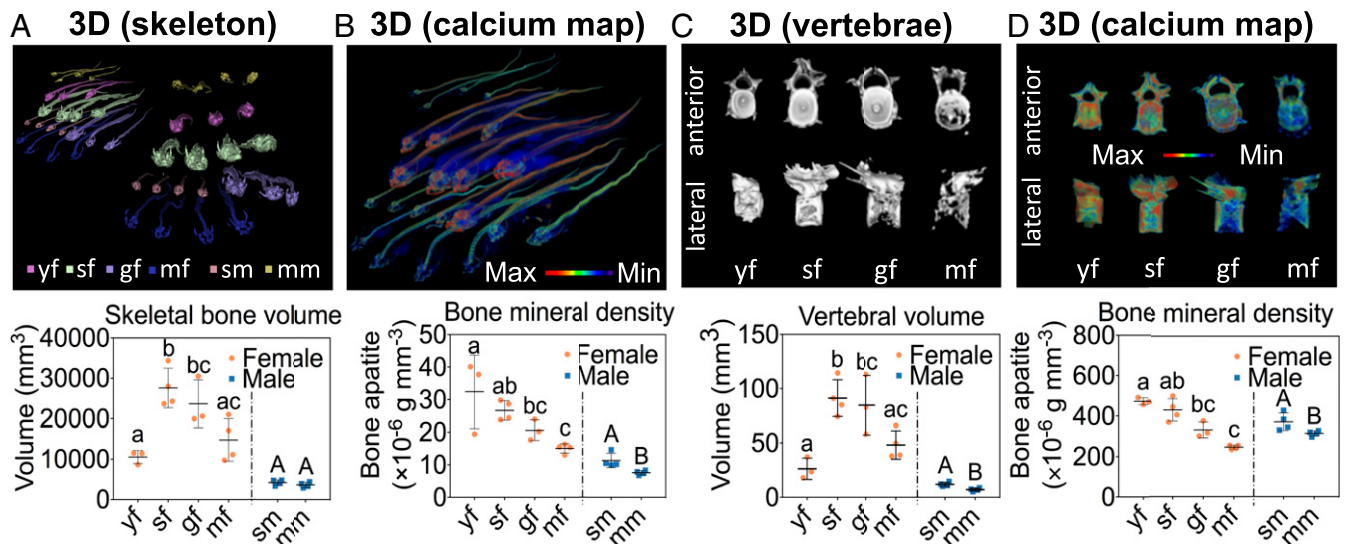 A 3D (skeleton)
yf sf gf mf sm mm
Skeletal bone volume
Volume (mm³)
40000
30000
20000
10000
0
a b bc ac A A
Female
Male
yf sf gf mf sm mm
B 3D (calcium map)
Max Min
Bone mineral density
Bone apatite
(×10⁻⁶ g mm⁻³)
50
40
30
20
10
0
a ab bc c A B
Female
Male
yf sf gf mf sm mm
C 3D (vertebrae)
anterior
lateral
yf sf gf mf
Vertebral volume
Volume (mm³)
150
100
50
0
a b bc ac A B
Female
Male
yf sf gf mf sm mm
D 3D (calcium map)
anterior
Max Min
lateral
yf sf gf mf
Bone mineral density
Bone apatite
(×10⁻⁶ g mm⁻³)
800
600
400
200
0
a ab bc c A B
Female
Male
yf sf gf mf sm mm